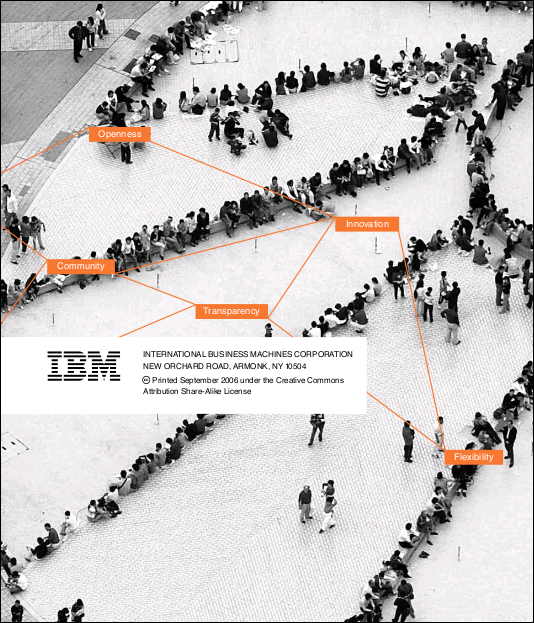 Openness
Innovation
Community
Transparency
IBM
INTERNATIONAL BUSINESS MACHINES CORPORATION
NEW ORCHARD ROAD, ARMONK, NY 10504
🅭 Printed September 2006 under the Creative Commons
Attribution Share-Alike License
Flexibility